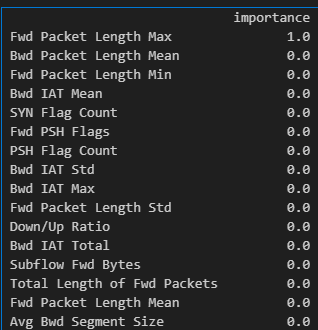 importance
Fwd Packet Length Max 1.0
Bwd Packet Length Mean 0.0
Fwd Packet Length Min 0.0
Bwd IAT Mean 0.0
SYN Flag Count 0.0
Fwd PSH Flags 0.0
PSH Flag Count 0.0
Bwd IAT Std 0.0
Bwd IAT Max 0.0
Fwd Packet Length Std 0.0
Down/Up Ratio 0.0
Bwd IAT Total 0.0
Subflow Fwd Bytes 0.0
Total Length of Fwd Packets 0.0
Fwd Packet Length Mean 0.0
Avg Bwd Segment Size 0.0